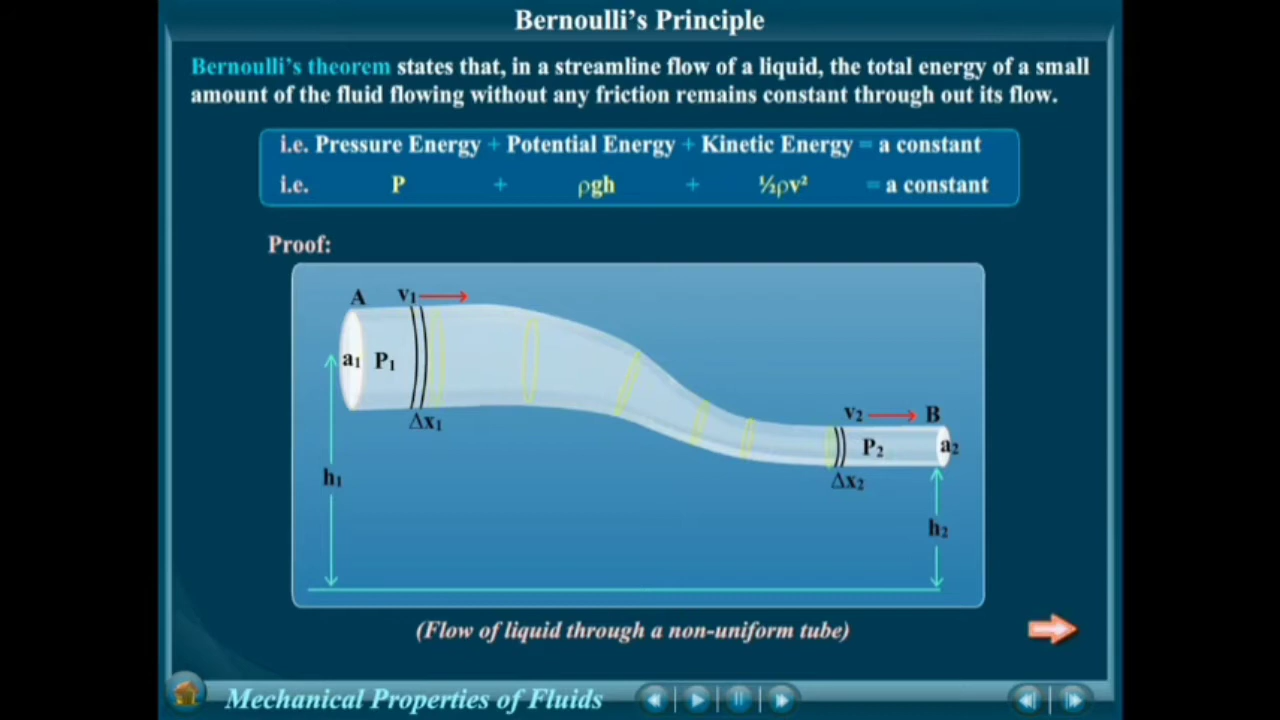 Bernoulli's Principle
Bernoulli's theorem states that, in a streamline flow of a liquid, the total energy of a small
amount of the fluid flowing without any friction remains constant through out its flow.
i.e. Pressure Energy + Potential Energy + Kinetic Energy = a constant
i.e. P + ρgh + ½ρv² = a constant
Proof:
A v₁
a₁ P₁
Δx₁
v₂ B
P₂ a₂
h₁
Δx₂
h₂
(Flow of liquid through a non-uniform tube)
Mechanical Properties of Fluids